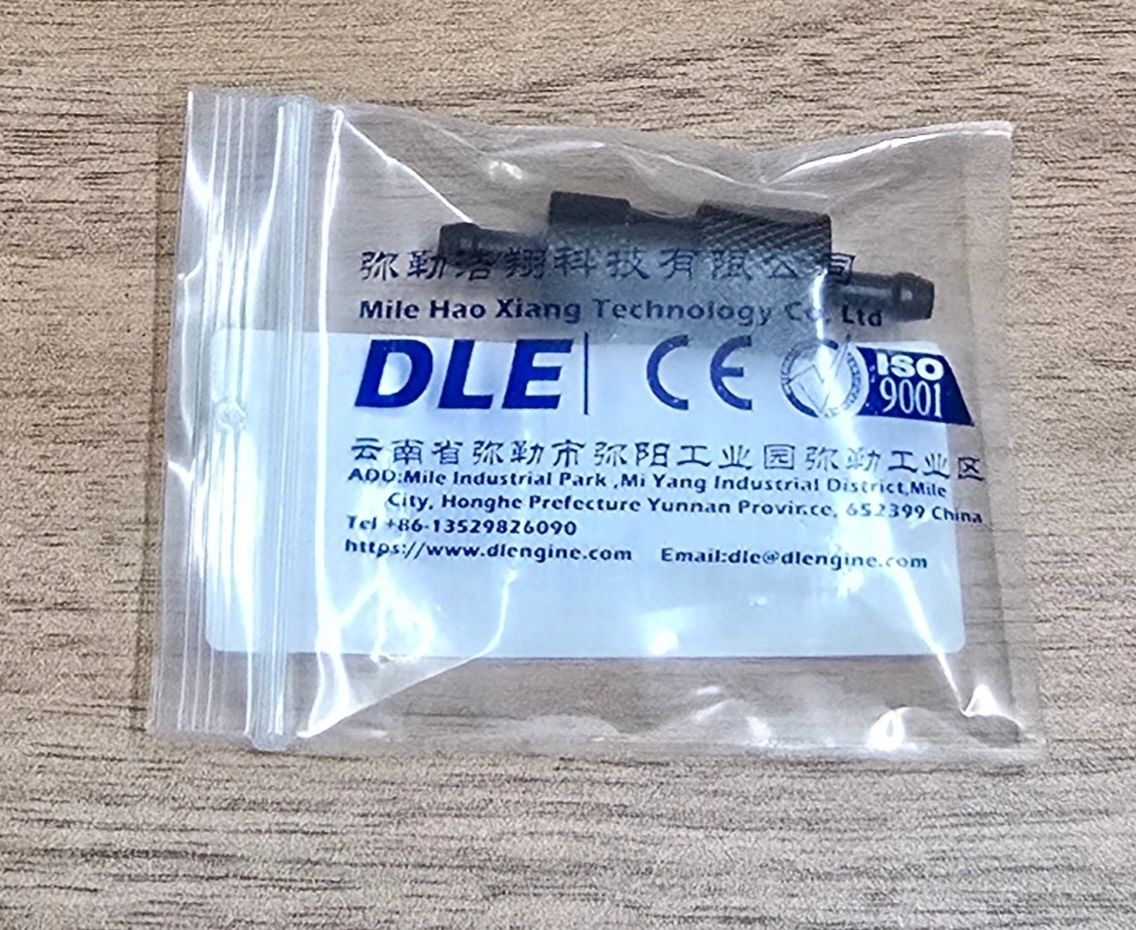 弥勒浩翔科技有限公司
Mile Hao Xiang Technology Co. Ltd
DLE CE ISO 9001
云南省弥勒市弥阳工业园弥勒工业区
ADD:Mile Industrial Park ,Mi Yang Industrial District,Mile
City, Honghe Prefecture Yunnan Province, 652399 China
Tel +86-13529826090
https://www.dlengine.com Email:dle@dlengine.com